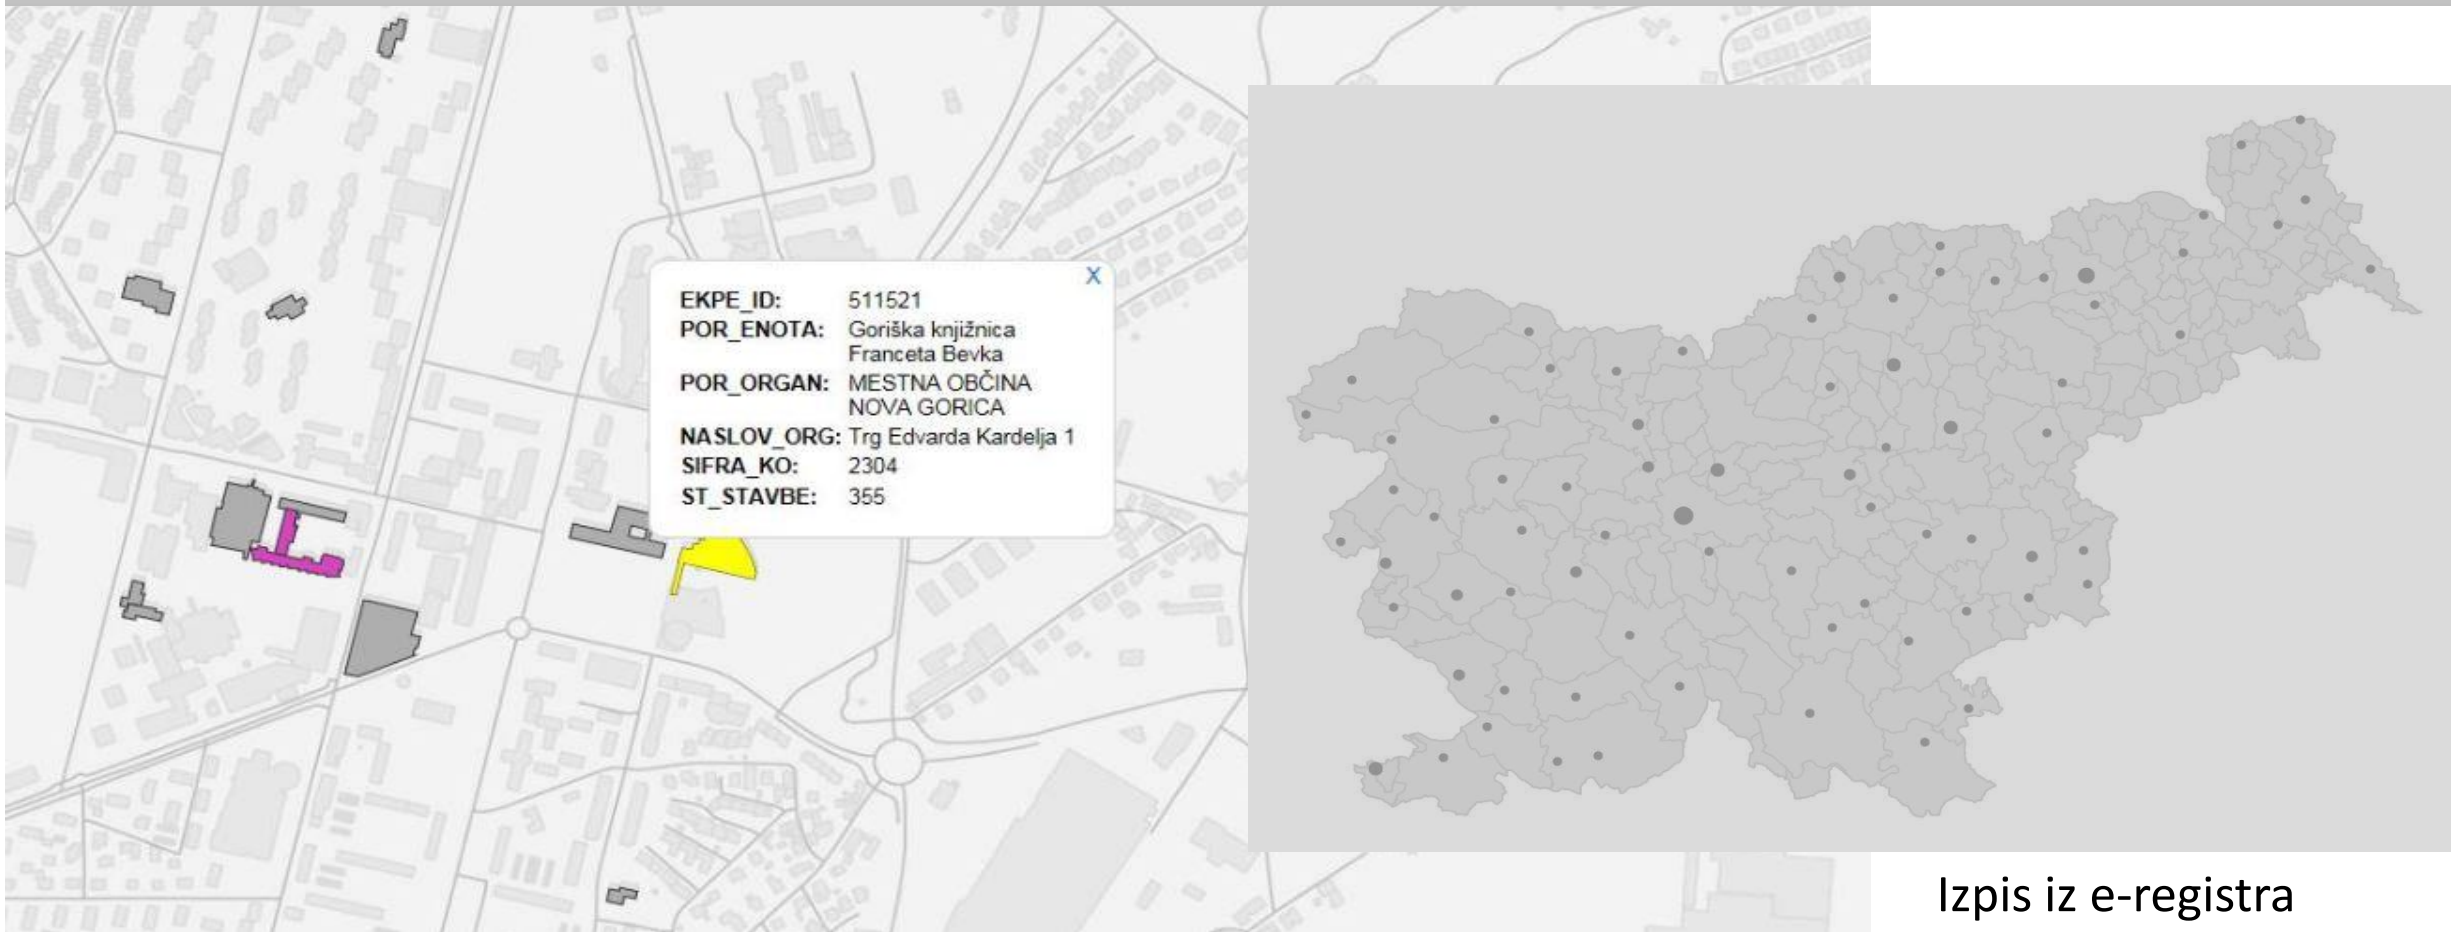 X
EKPE_ID: 511521
POR_ENOTA: Goriška knjižnica
Franceta Bevka
POR_ORGAN: MESTNA OBČINA
NOVA GORICA
NASLOV_ORG: Trg Edvarda Kardelja 1
SIFRA_KO: 2304
ST_STAVBE: 355
Izpis iz e-registra